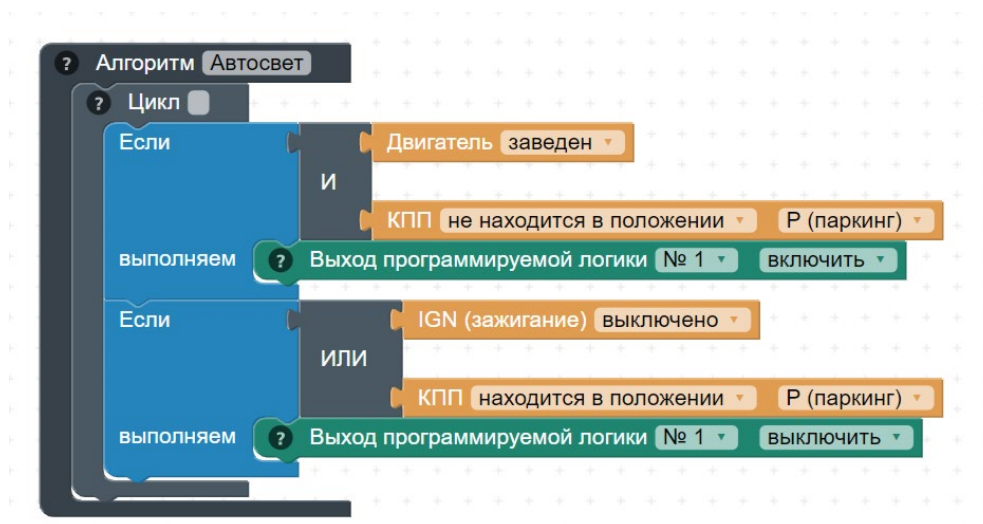 ? Алгоритм Автосвет
? Цикл
Если
И
Двигатель заведен
КПП не находится в положении Р (паркинг)
выполняем ? Выход программируемой логики № 1 включить
Если
ИЛИ
IGN (зажигание) выключено
КПП находится в положении Р (паркинг)
выполняем ? Выход программируемой логики № 1 выключить